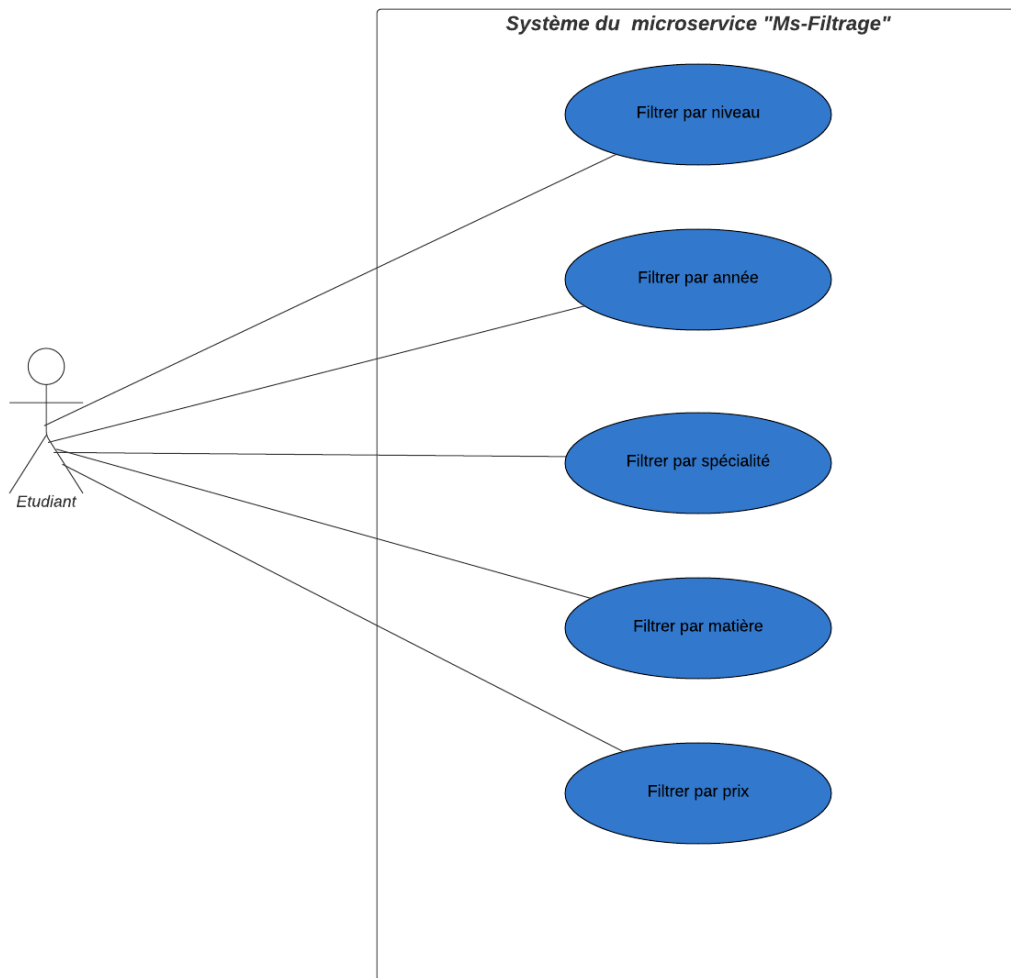 Système du  microservice "Ms-Filtrage"
Filtrer par niveau
Filtrer par année
Filtrer par spécialité
Etudiant
Filtrer par matière
Filtrer par prix